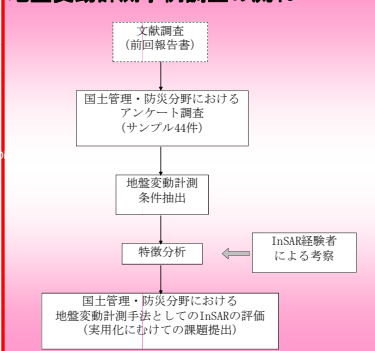 文献調査
(前回報告書)
国土管理・防災分野における
アンケート調査
(サンプル44件)
地盤変動計測
条件抽出
特徴分析
InSAR経験者
による考察
国土管理・防災分野における
地盤変動計測手法としてのInSARの評価
(実用化にむけての課題提出)